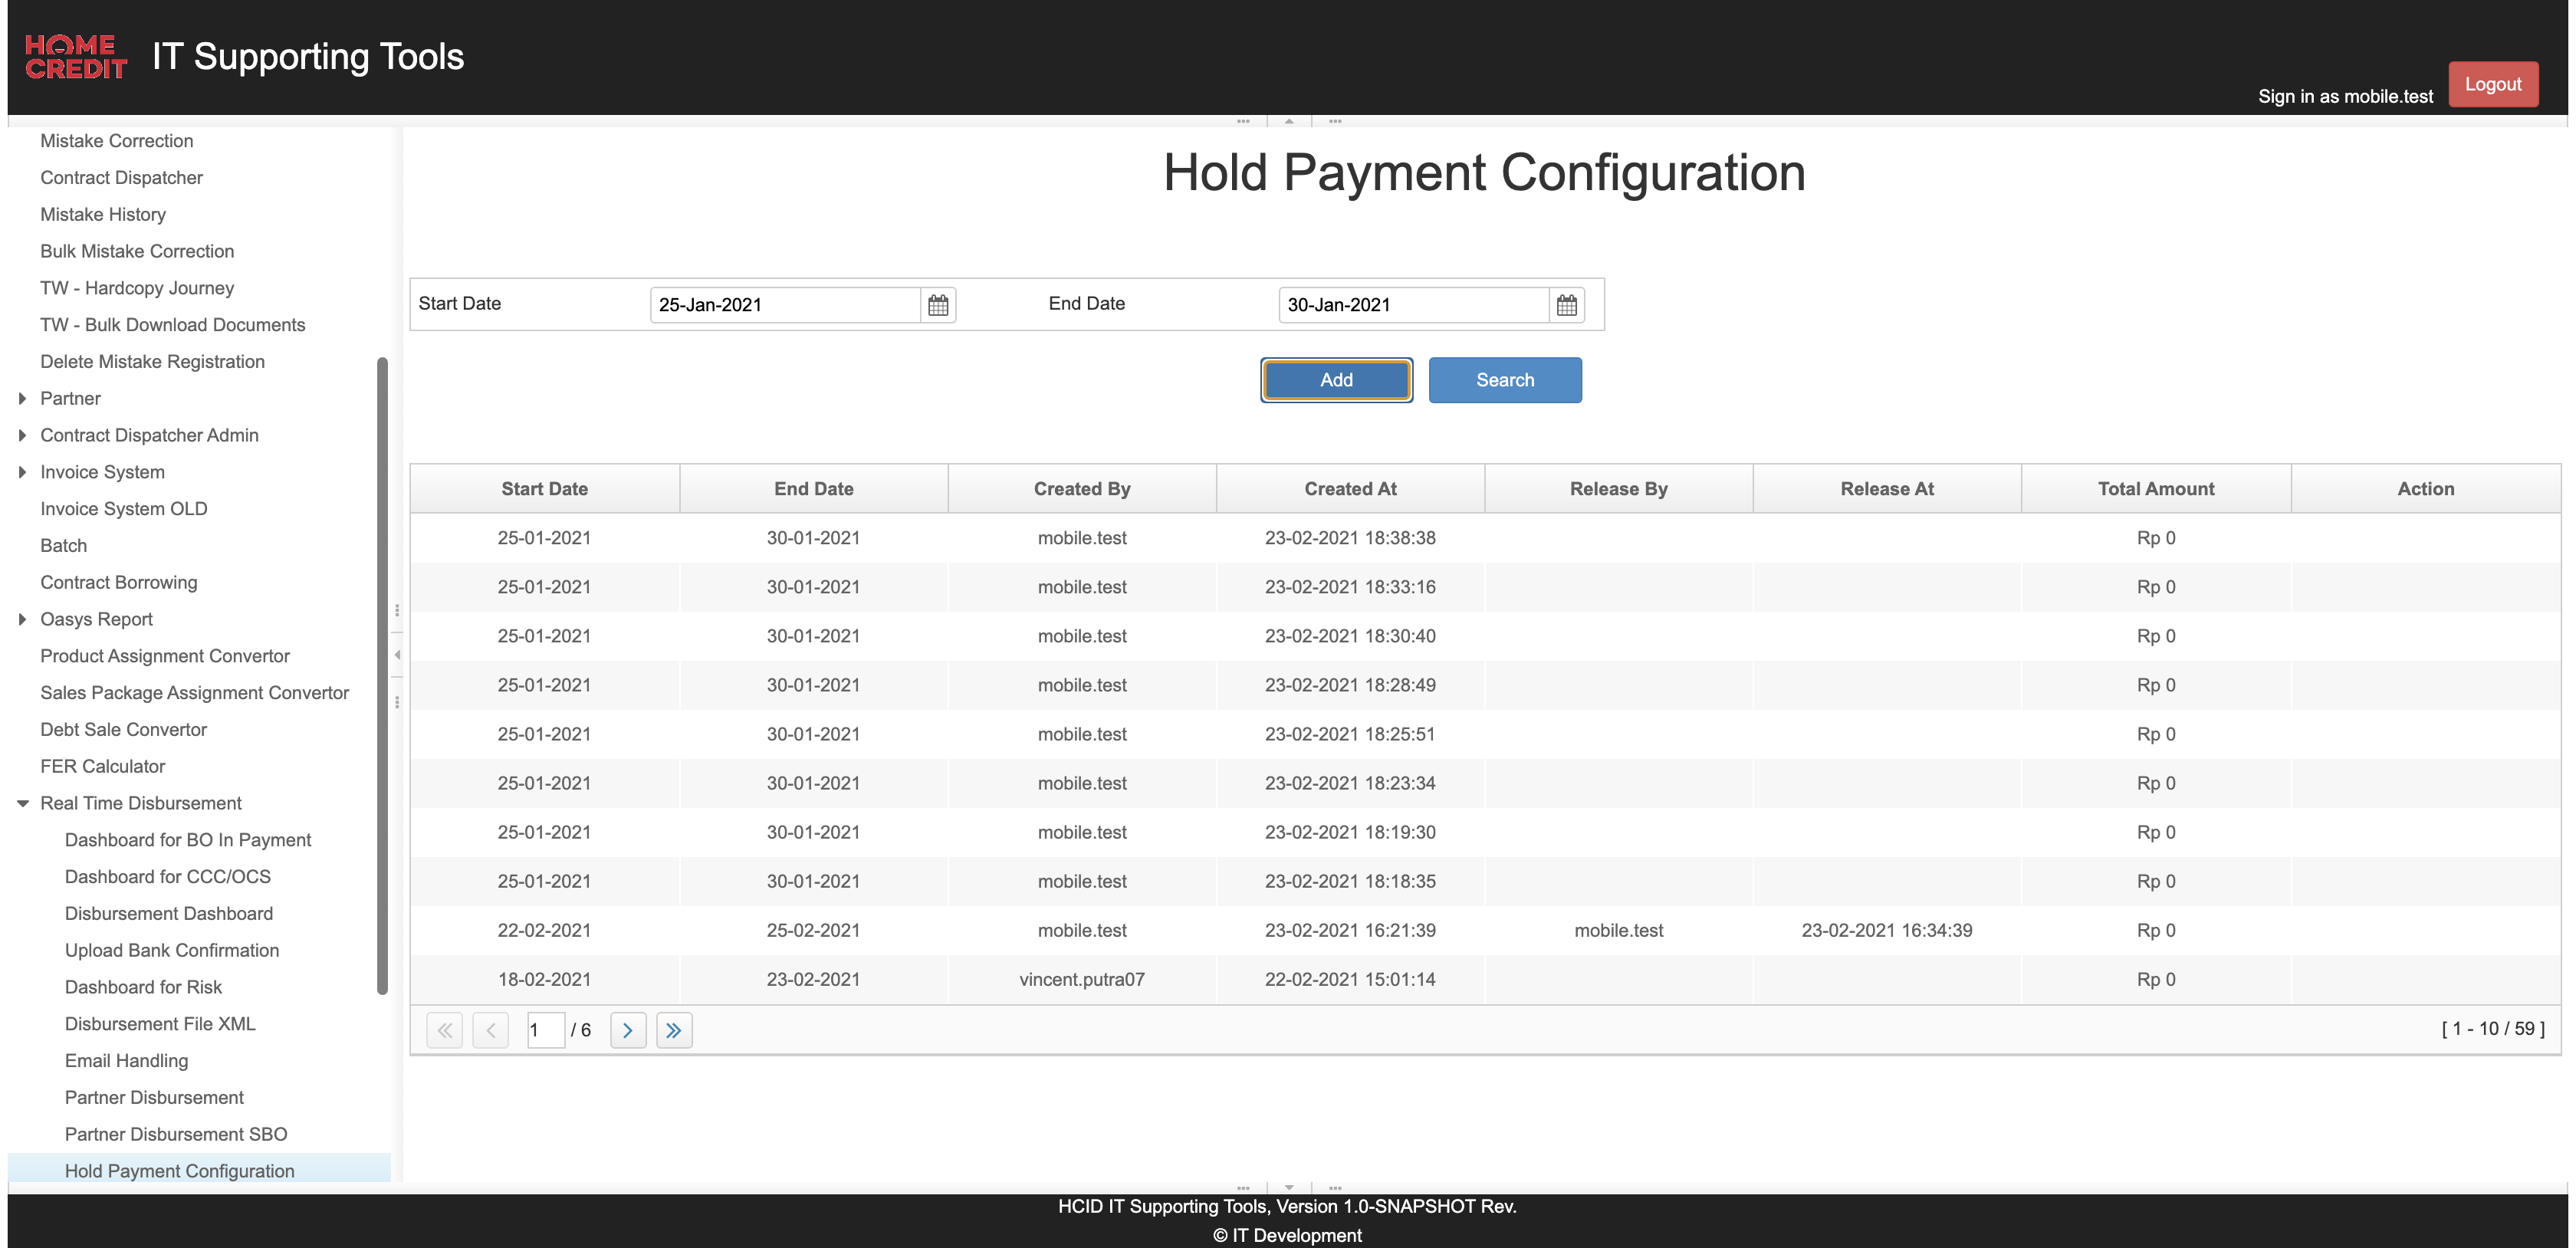 HOME
CREDIT
IT Supporting Tools
Sign in as mobile.test
Logout
Mistake Correction
Contract Dispatcher
Mistake History
Bulk Mistake Correction
TW - Hardcopy Journey
TW - Bulk Download Documents
Delete Mistake Registration
Partner
Contract Dispatcher Admin
Invoice System
Invoice System OLD
Batch
Contract Borrowing
Oasys Report
Product Assignment Convertor
Sales Package Assignment Convertor
Debt Sale Convertor
FER Calculator
Real Time Disbursement
Dashboard for BO In Payment
Dashboard for CCC/OCS
Disbursement Dashboard
Upload Bank Confirmation
Dashboard for Risk
Disbursement File XML
Email Handling
Partner Disbursement
Partner Disbursement SBO
Hold Payment Configuration
Hold Payment Configuration
Start Date 25-Jan-2021 End Date 30-Jan-2021
Add Search
Start Date End Date Created By Created At Release By Release At Total Amount Action
25-01-2021 30-01-2021 mobile.test 23-02-2021 18:38:38 Rp 0
25-01-2021 30-01-2021 mobile.test 23-02-2021 18:33:16 Rp 0
25-01-2021 30-01-2021 mobile.test 23-02-2021 18:30:40 Rp 0
25-01-2021 30-01-2021 mobile.test 23-02-2021 18:28:49 Rp 0
25-01-2021 30-01-2021 mobile.test 23-02-2021 18:25:51 Rp 0
25-01-2021 30-01-2021 mobile.test 23-02-2021 18:23:34 Rp 0
25-01-2021 30-01-2021 mobile.test 23-02-2021 18:19:30 Rp 0
25-01-2021 30-01-2021 mobile.test 23-02-2021 18:18:35 Rp 0
22-02-2021 25-02-2021 mobile.test 23-02-2021 16:21:39 mobile.test 23-02-2021 16:34:39 Rp 0
18-02-2021 23-02-2021 vincent.putra07 22-02-2021 15:01:14 Rp 0
1 / 6 [ 1 - 10 / 59 ]
HCID IT Supporting Tools, Version 1.0-SNAPSHOT Rev.
© IT Development